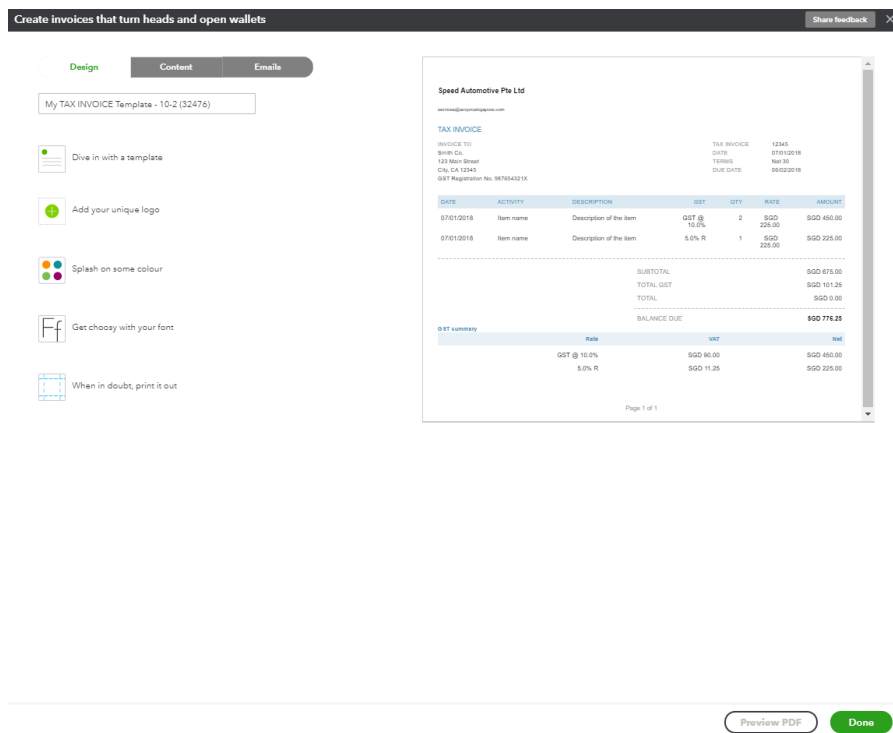 Create invoices that turn heads and open wallets
Share feedback
Design Content Emails
My TAX INVOICE Template - 10-2 (32476)
Dive in with a template
Add your unique logo
Splash on some colour
Ff Get choosy with your font
When in doubt, print it out
Speed Automotive Pte Ltd
TAX INVOICE
INVOICE TO
Smith Co.
123 Main Street
City, CA 12345
GST Registration No. 987654321X
TAX INVOICE 12345
DATE 07/01/2018
TERMS Net 30
DUE DATE 06/02/2018
DATE ACTIVITY DESCRIPTION GST QTY RATE AMOUNT
07/01/2018 Item name Description of the item GST @ 10.0% 2 SGD 225.00 SGD 450.00
07/01/2018 Item name Description of the item 5.0% R 1 SGD 225.00 SGD 225.00
SUBTOTAL SGD 675.00
TOTAL GST SGD 101.25
TOTAL SGD 0.00
BALANCE DUE SGD 776.25
GST summary
Rate VAT Net
GST @ 10.0% SGD 90.00 SGD 450.00
5.0% R SGD 11.25 SGD 225.00
Page 1 of 1
Preview PDF
Done